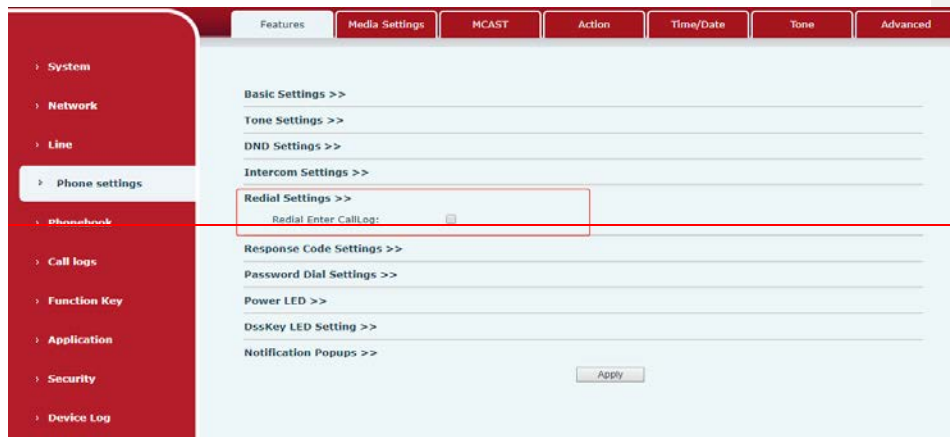 Features Media Settings MCAST Action Time/Date Tone Advanced
› System
› Network
› Line
› Phone settings
› Phonebook
› Call logs
› Function Key
› Application
› Security
› Device Log
Basic Settings >>
Tone Settings >>
DND Settings >>
Intercom Settings >>
Redial Settings >>
Redial Enter CallLog:
Response Code Settings >>
Password Dial Settings >>
Power LED >>
DssKey LED Setting >>
Notification Popups >>
Apply